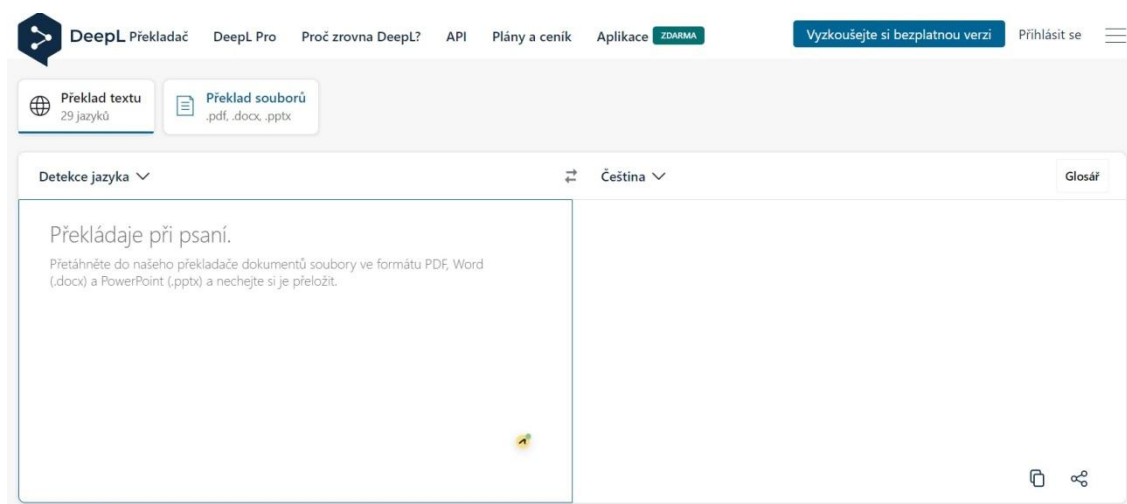 DeepL Překladač DeepL Pro Proč zrovna DeepL? API Plány a ceník Aplikace ZDARMA Vyzkoušejte si bezplatnou verzi Přihlásit se
Překlad textu
29 jazyků
Překlad souborů
.pdf, .docx, .pptx
Detekce jazyka Čeština Glosář
Překládaje při psaní.
Přetáhněte do našeho překladače dokumentů soubory ve formátu PDF, Word
(.docx) a PowerPoint (.pptx) a nechejte si je přeložit.